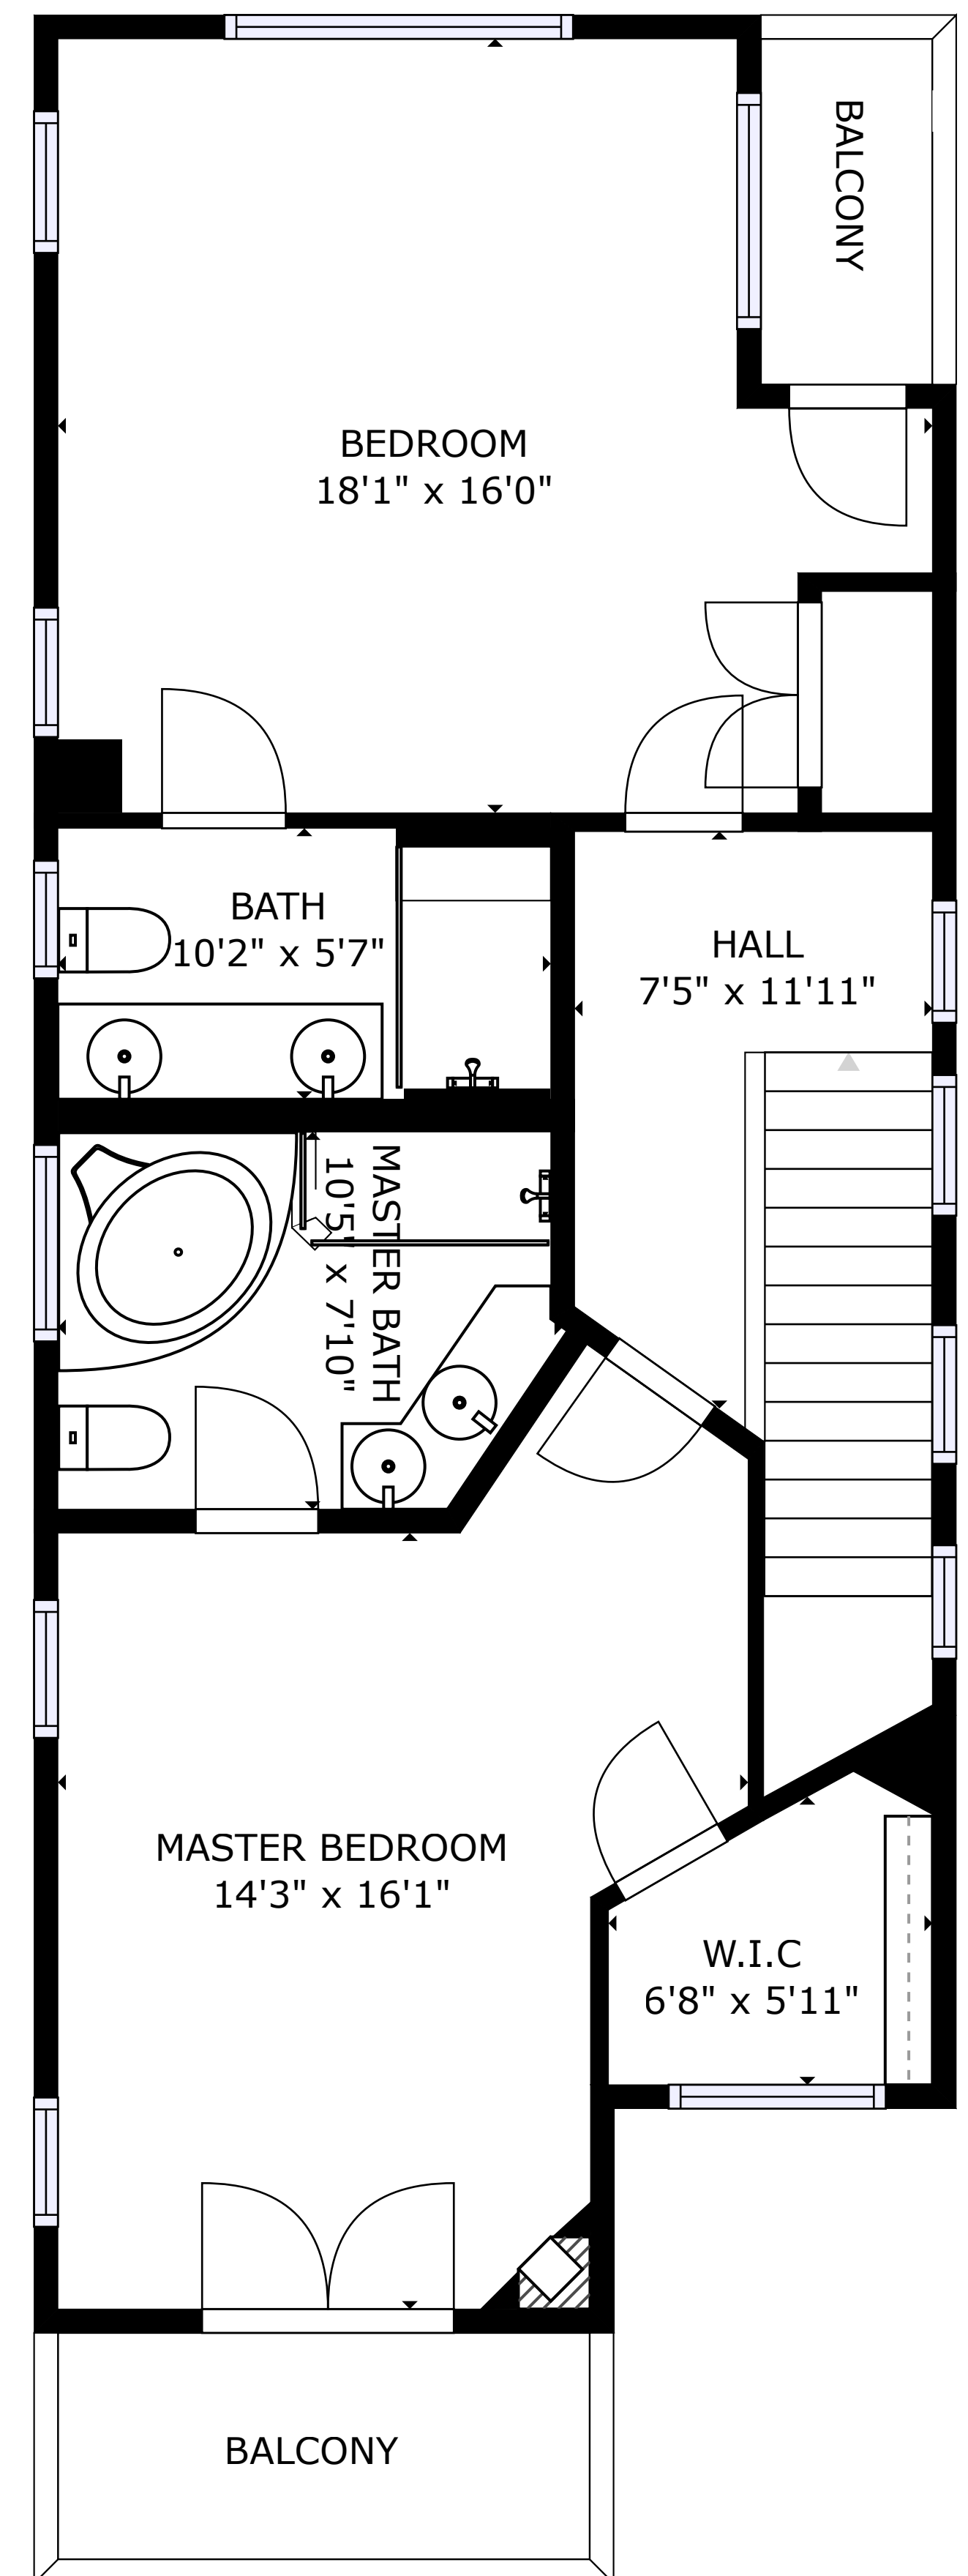 BALCONY
BEDROOM
18'1" x 16'0"
BATH
10'2" x 5'7"
HALL
7'5" x 11'11"
MASTER BATH
10'5" x 7'10"
MASTER BEDROOM
14'3" x 16'1"
W.I.C
6'8" x 5'11"
BALCONY